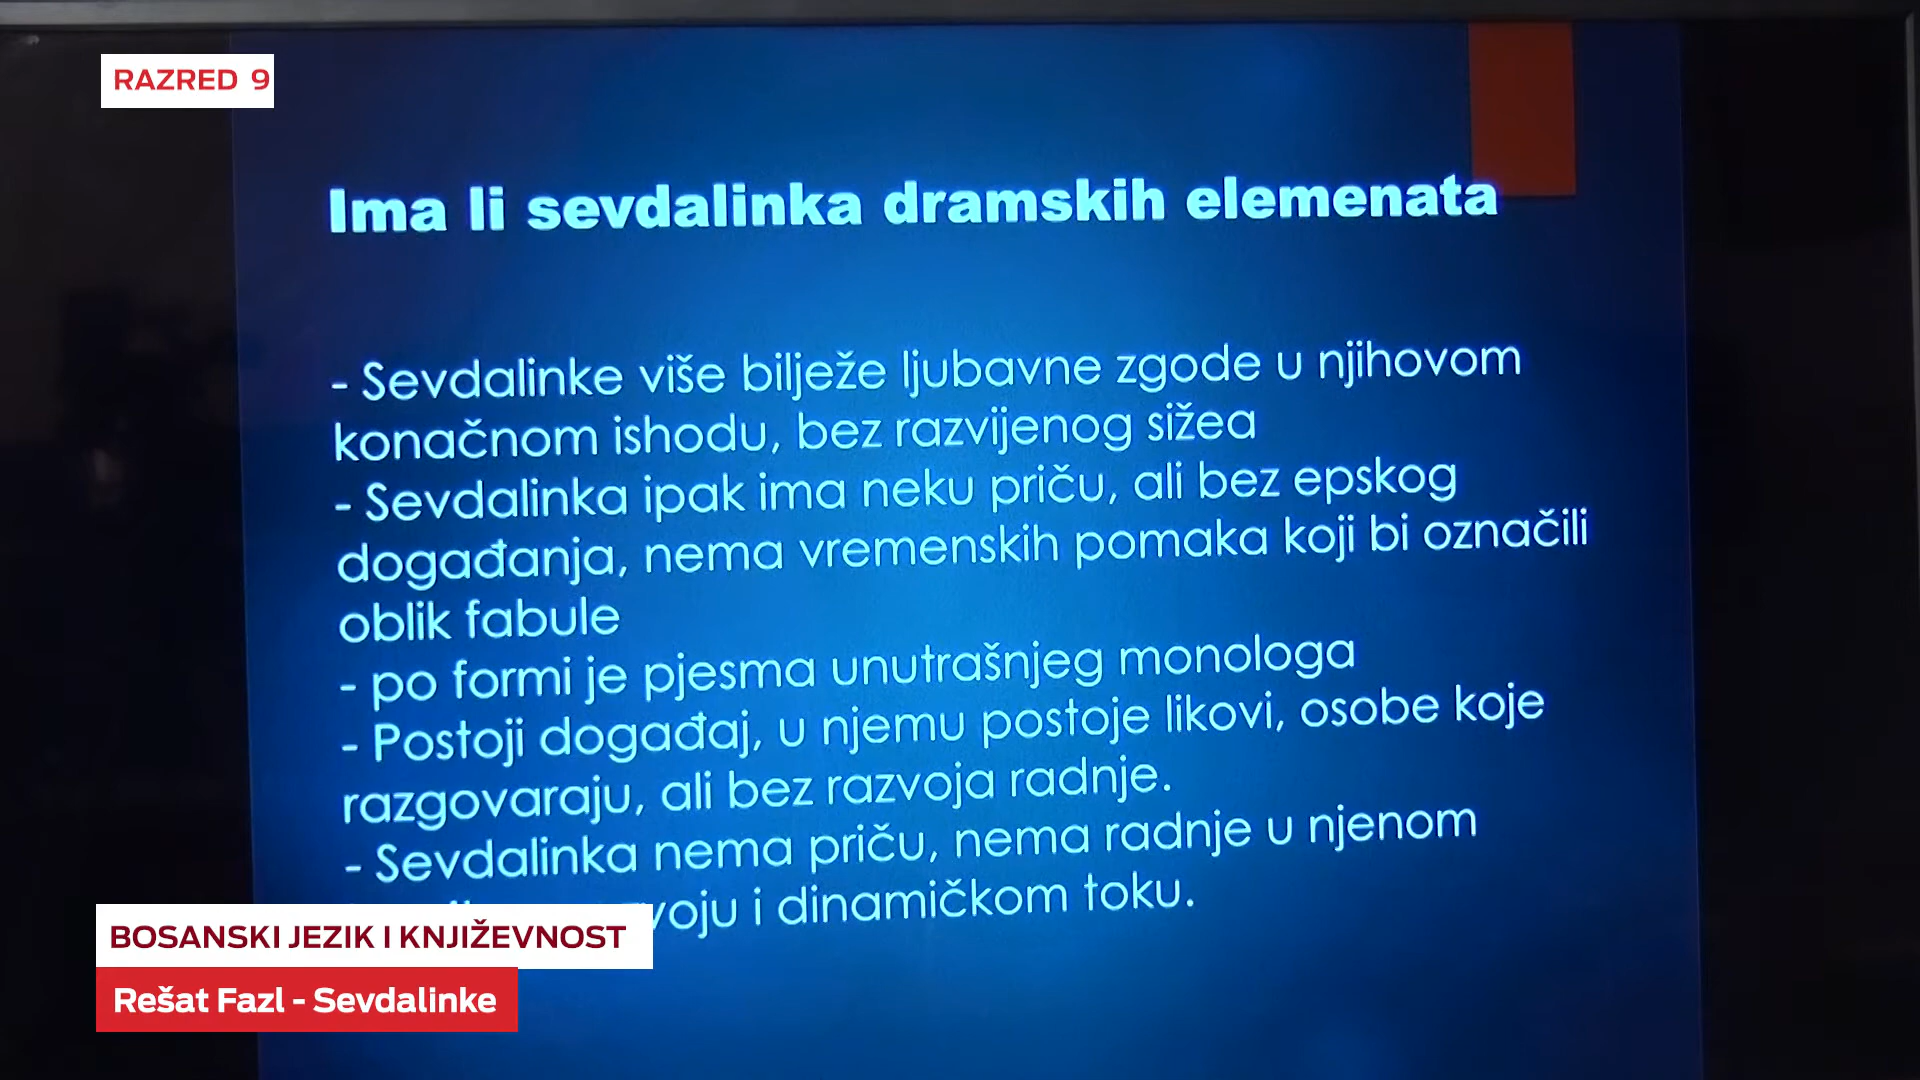 RAZRED 9
Ima li sevdalinka dramskih elemenata
- Sevdalinke više bilježe ljubavne zgode u njihovom
konačnom ishodu, bez razvijenog sižea
- Sevdalinka ipak ima neku priču, ali bez epskog
događanja, nema vremenskih pomaka koji bi označili
oblik fabule
- po formi je pjesma unutrašnjeg monologa
- Postoji događaj, u njemu postoje likovi, osobe koje
razgovaraju, ali bez razvoja radnje.
- Sevdalinka nema priču, nema radnje u njenom
i dinamičkom toku.
BOSANSKI JEZIK I KNJIŽEVNOST
Rešat Fazl - Sevdalinke